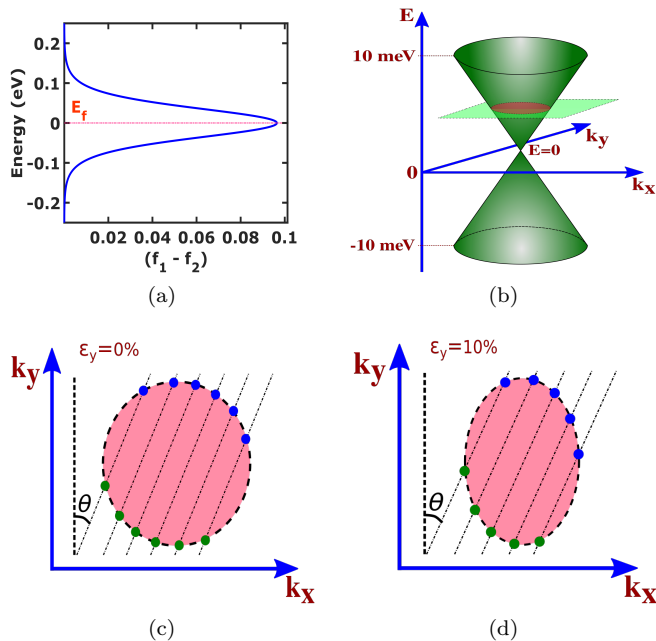 0.2
0.1
0
-0.1
-0.2
Energy (eV)
E_f
0.02 0.04 0.06 0.08 0.1
(f_1 - f_2)
(a)
E
10 meV
k_y
E=0
0
k_x
-10 meV
(b)
ε_y=0%
k_y
θ
k_x
(c)
ε_y=10%
k_y
θ
k_x
(d)